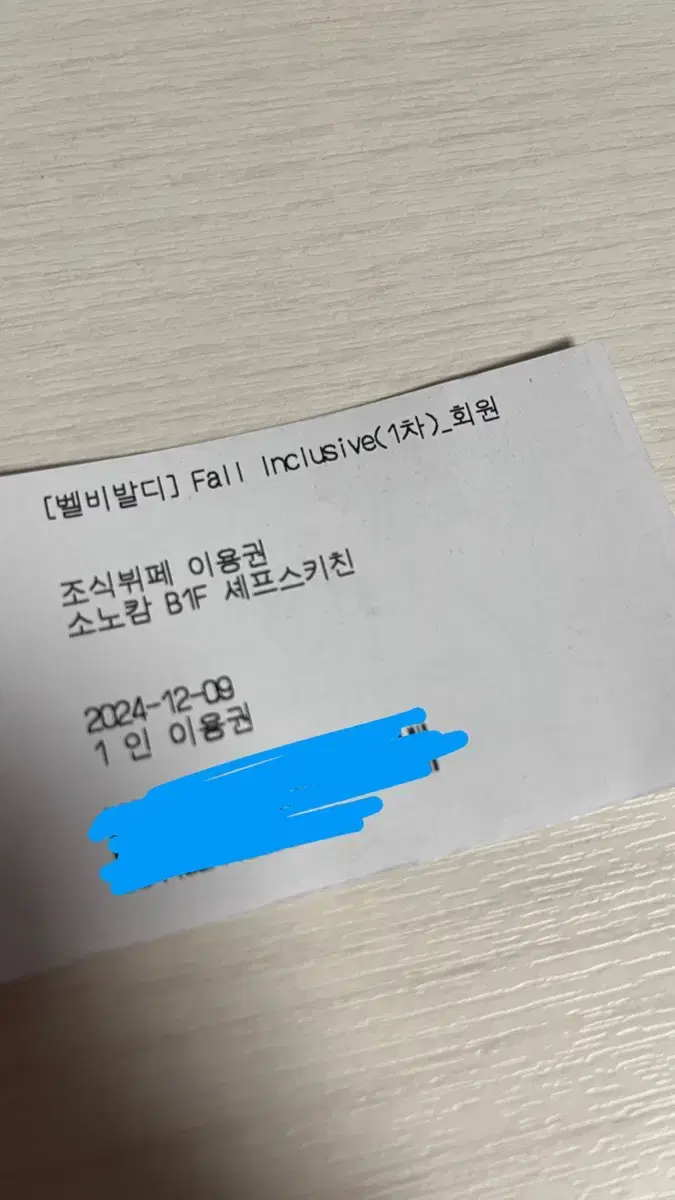 [벨비발디] Fall Inclusive(1차)_회원
조식뷔페 이용권
소노캄 B1F 셰프스키친
2024-12-09
1 인 이용권